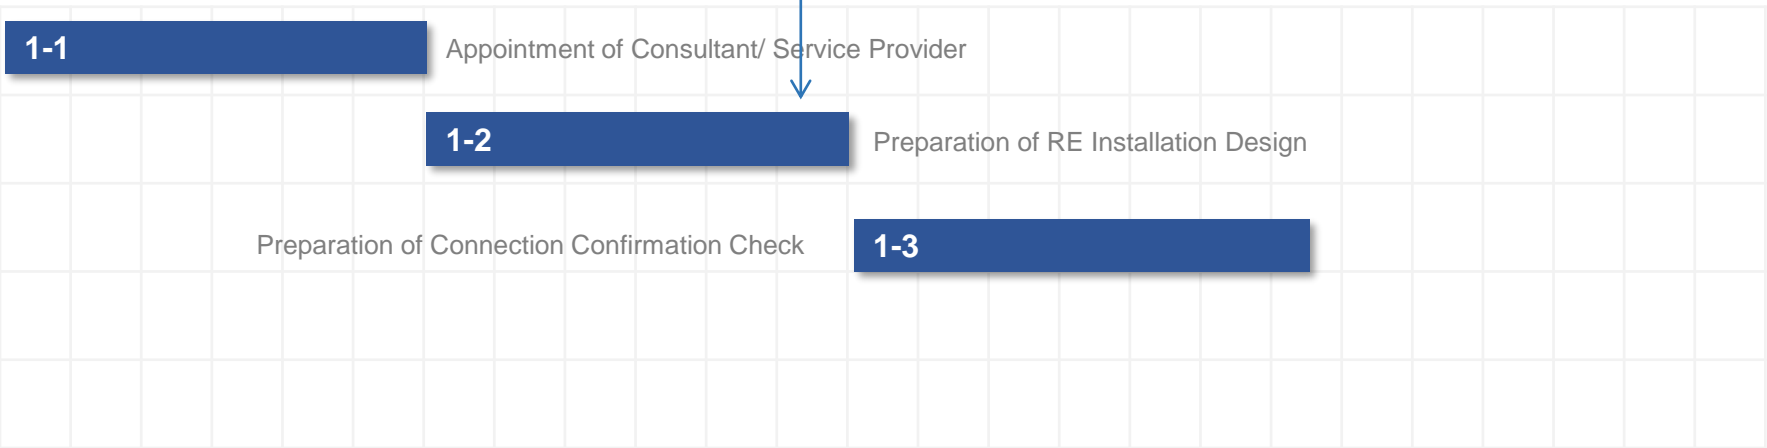 1-1 Appointment of Consultant/ Service Provider
1-2 Preparation of RE Installation Design
Preparation of Connection Confirmation Check 1-3